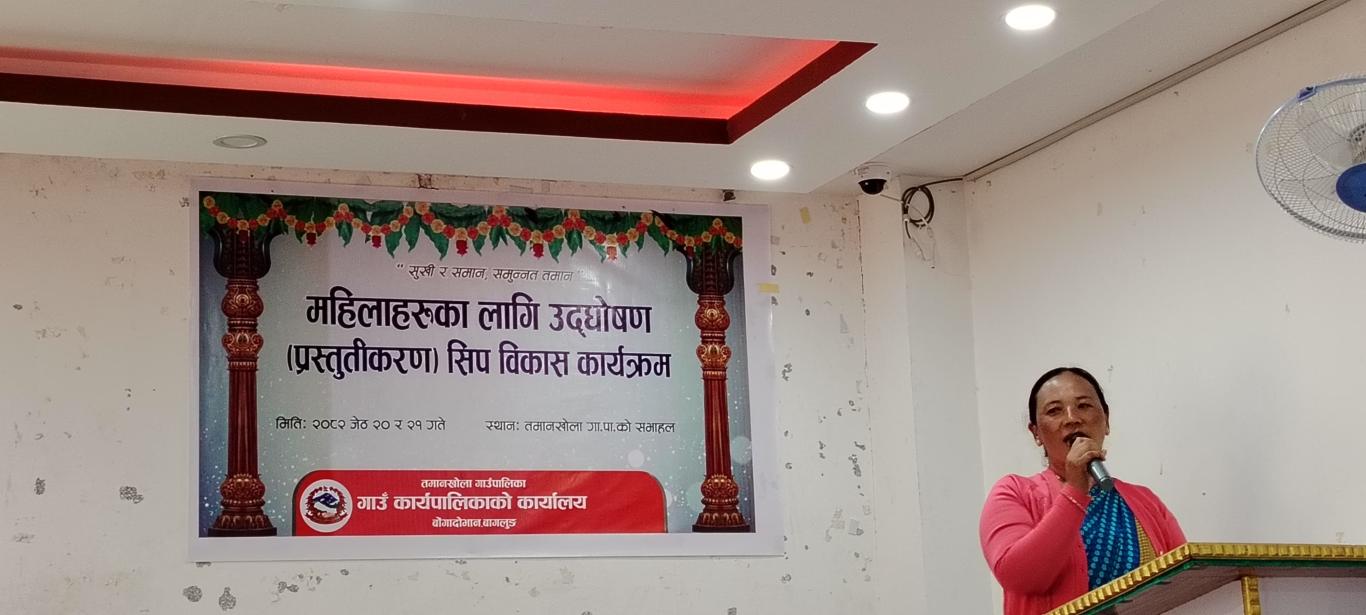 " सुखी र समान, समुन्नत तमान "
महिलाहरूका लागि उद्घोषण
(प्रस्तुतीकरण) सिप विकास कार्यक्रम
मिति: २०८२ जेठ २० र २१ गते स्थान: तमानखोला गा.पा.को सभाहल
तमानखोला गाउँपालिका
गाउँ कार्यपालिकाको कार्यालय
बोंगादोभान,बागलुङ